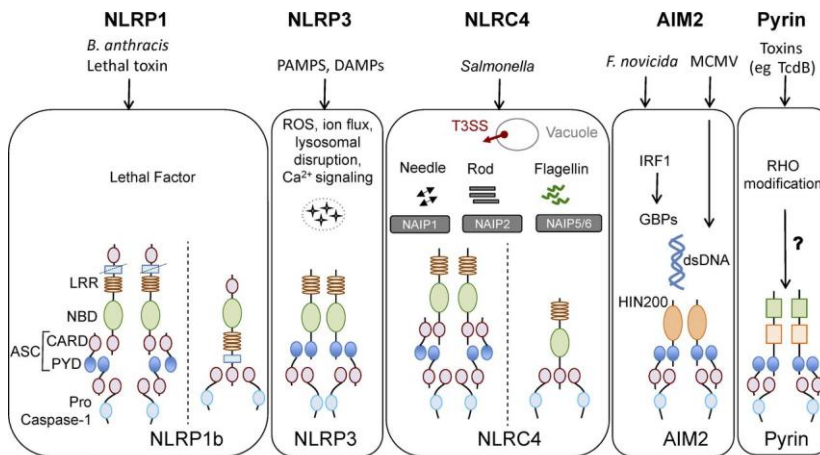 NLRP1
B. anthracis
Lethal toxin
Lethal Factor
LRR
NBD
ASC
CARD
PYD
Pro
Caspase-1
NLRP1b
NLRP3
PAMPS, DAMPs
ROS, ion flux,
lysosomal
disruption,
Ca²⁺ signaling
NLRP3
NLRC4
Salmonella
T3SS
Vacuole
Needle
Rod
Flagellin
NAIP1
NAIP2
NAIP5/6
NLRC4
AIM2
F. novicida
MCMV
IRF1
GBPs
dsDNA
HIN200
AIM2
Pyrin
Toxins
(eg TcdB)
RHO
modification
?
Pyrin